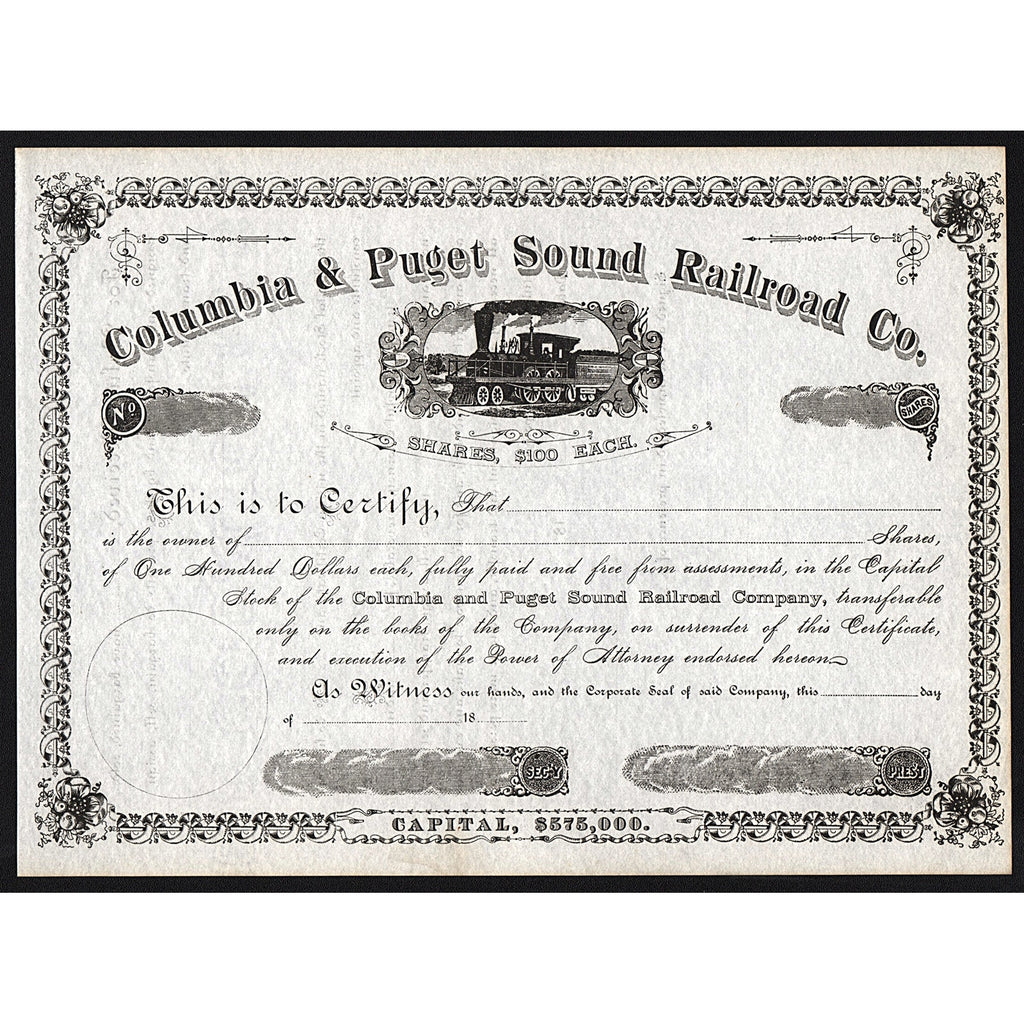 Columbia & Puget Sound Railroad Co.
No
SHARES
SHARES, $100 EACH.
This is to Certify, That
is the owner of Shares,
of One Hundred Dollars each, fully paid and free from assessments, in the Capital
Stock of the Columbia and Puget Sound Railroad Company, transferable
only on the books of the Company, on surrender of this Certificate,
and execution of the Power of Attorney endorsed hereon
As Witness our hands, and the Corporate Seal of said Company, this day
of 18
SEC'Y
PREST
CAPITAL, $575,000.